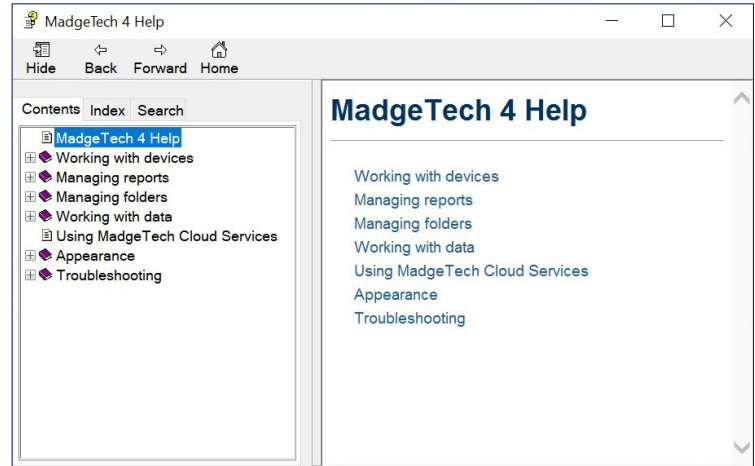 MadgeTech 4 Help
Hide Back Forward Home
Contents Index Search
MadgeTech 4 Help
Working with devices
Managing reports
Managing folders
Working with data
Using MadgeTech Cloud Services
Appearance
Troubleshooting
MadgeTech 4 Help
Working with devices
Managing reports
Managing folders
Working with data
Using MadgeTech Cloud Services
Appearance
Troubleshooting